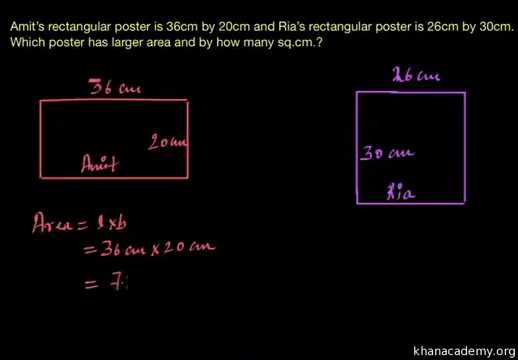 Amit's rectangular poster is 36cm by 20cm and Ria's rectangular poster is 26cm by 30cm.
Which poster has larger area and by how many sq.cm.?
36 cm
26 cm
20 cm
30 cm
Amit
Ria
Area = l x b
= 36 cm x 20 cm
= 7
khanacademy.org